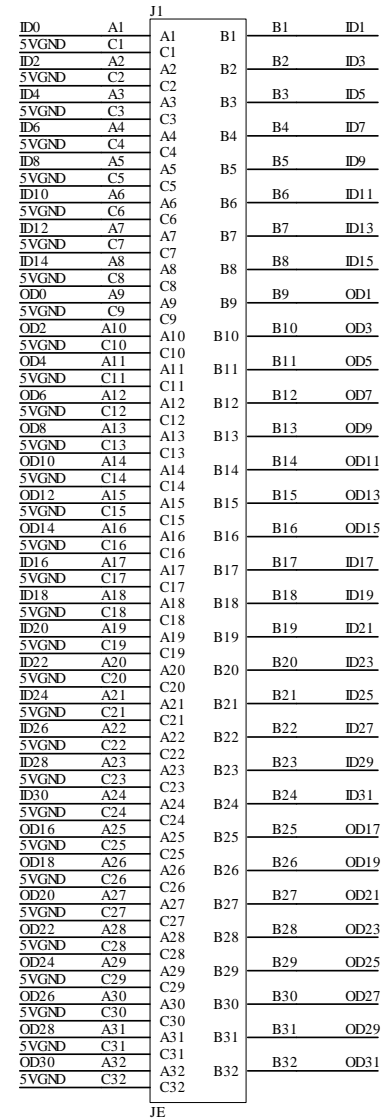 J1
ID0 A1 A1 B1 B1 ID1
5VGND C1 C1
ID2 A2 A2 B2 B2 ID3
5VGND C2 C2
ID4 A3 A3 B3 B3 ID5
5VGND C3 C3
ID6 A4 A4 B4 B4 ID7
5VGND C4 C4
ID8 A5 A5 B5 B5 ID9
5VGND C5 C5
ID10 A6 A6 B6 B6 ID11
5VGND C6 C6
ID12 A7 A7 B7 B7 ID13
5VGND C7 C7
ID14 A8 A8 B8 B8 ID15
5VGND C8 C8
OD0 A9 A9 B9 B9 OD1
5VGND C9 C9
OD2 A10 A10 B10 B10 OD3
5VGND C10 C10
OD4 A11 A11 B11 B11 OD5
5VGND C11 C11
OD6 A12 A12 B12 B12 OD7
5VGND C12 C12
OD8 A13 A13 B13 B13 OD9
5VGND C13 C13
OD10 A14 A14 B14 B14 OD11
5VGND C14 C14
OD12 A15 A15 B15 B15 OD13
5VGND C15 C15
OD14 A16 A16 B16 B16 OD15
5VGND C16 C16
ID16 A17 A17 B17 B17 ID17
5VGND C17 C17
ID18 A18 A18 B18 B18 ID19
5VGND C18 C18
ID20 A19 A19 B19 B19 ID21
5VGND C19 C19
ID22 A20 A20 B20 B20 ID23
5VGND C20 C20
ID24 A21 A21 B21 B21 ID25
5VGND C21 C21
ID26 A22 A22 B22 B22 ID27
5VGND C22 C22
ID28 A23 A23 B23 B23 ID29
5VGND C23 C23
ID30 A24 A24 B24 B24 ID31
5VGND C24 C24
OD16 A25 A25 B25 B25 OD17
5VGND C25 C25
OD18 A26 A26 B26 B26 OD19
5VGND C26 C26
OD20 A27 A27 B27 B27 OD21
5VGND C27 C27
OD22 A28 A28 B28 B28 OD23
5VGND C28 C28
OD24 A29 A29 B29 B29 OD25
5VGND C29 C29
OD26 A30 A30 B30 B30 OD27
5VGND C30 C30
OD28 A31 A31 B31 B31 OD29
5VGND C31 C31
OD30 A32 A32 B32 B32 OD31
5VGND C32 C32
JE